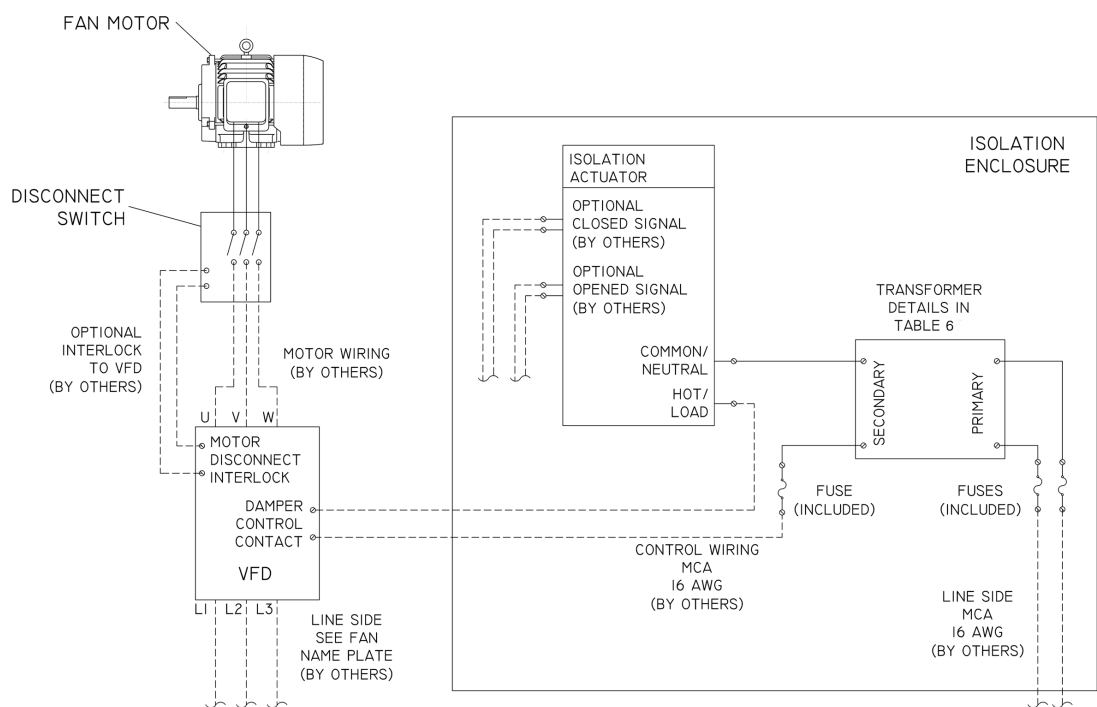 FAN MOTOR
DISCONNECT
SWITCH
OPTIONAL
INTERLOCK
TO VFD
(BY OTHERS)
MOTOR WIRING
(BY OTHERS)
U V W
MOTOR
DISCONNECT
INTERLOCK
DAMPER
CONTROL
CONTACT
VFD
L1 L2 L3
LINE SIDE
SEE FAN
NAME PLATE
(BY OTHERS)
ISOLATION
ENCLOSURE
ISOLATION
ACTUATOR
OPTIONAL
CLOSED SIGNAL
(BY OTHERS)
OPTIONAL
OPENED SIGNAL
(BY OTHERS)
COMMON/
NEUTRAL
HOT/
LOAD
TRANSFORMER
DETAILS IN
TABLE 6
SECONDARY
PRIMARY
FUSE
(INCLUDED)
FUSES
(INCLUDED)
CONTROL WIRING
MCA
16 AWG
(BY OTHERS)
LINE SIDE
MCA
16 AWG
(BY OTHERS)